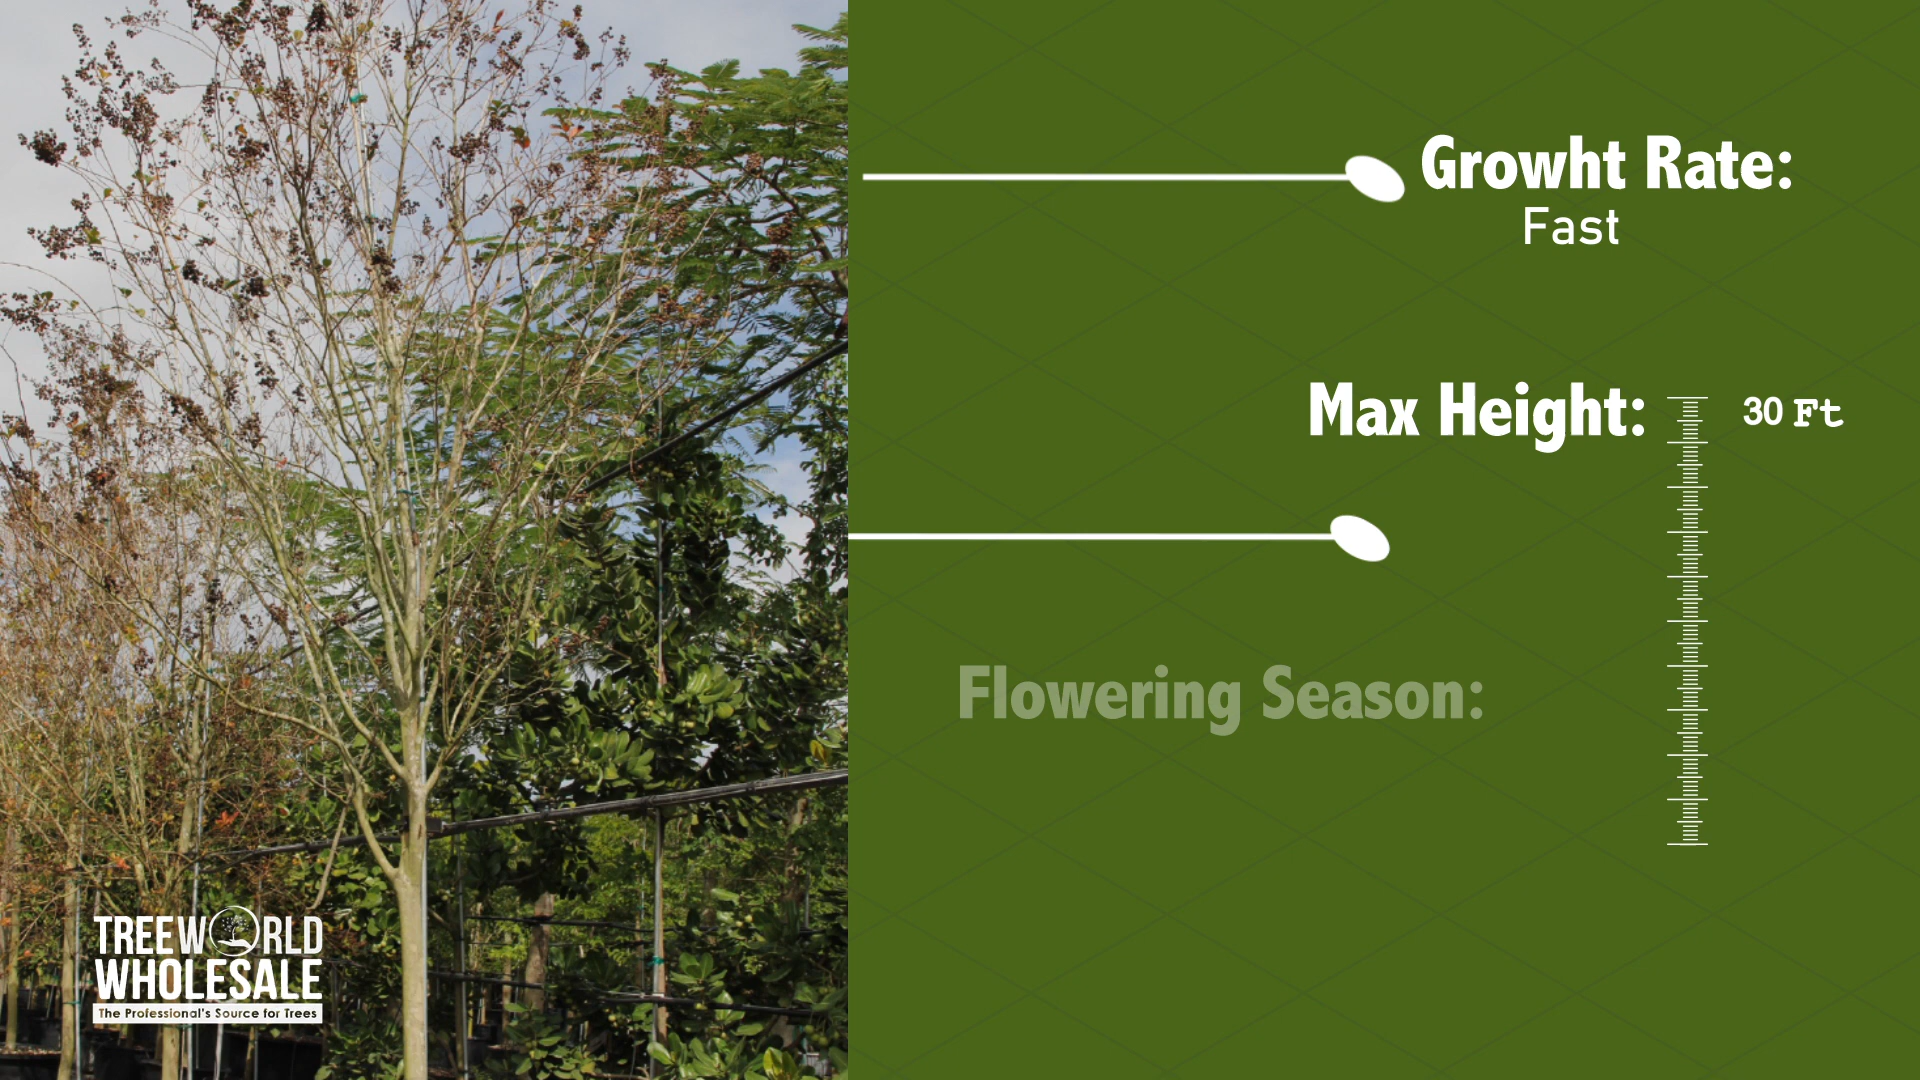 Growht Rate:
Fast
Max Height:
30 Ft
Flowering Season:
TREEWORLD
WHOLESALE
The Professional's Source for Trees